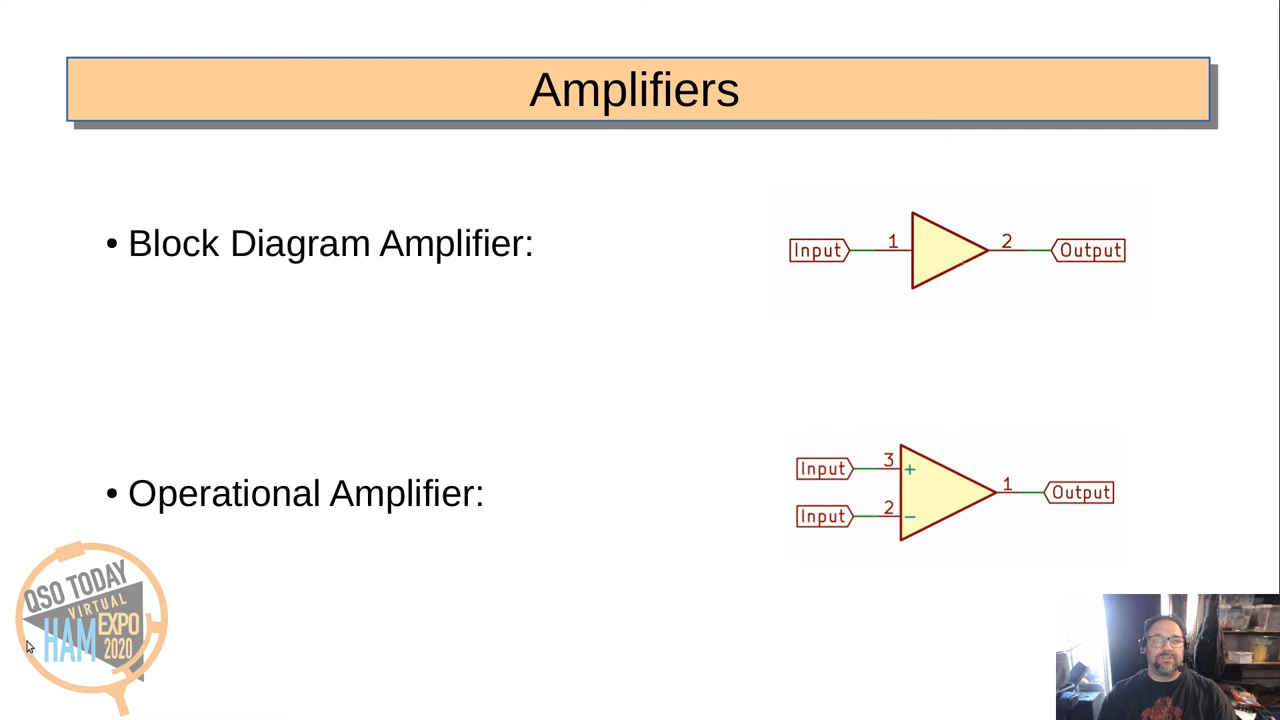 Amplifiers
• Block Diagram Amplifier:
Input 1 2 Output
• Operational Amplifier:
Input 3 +
1 Output
Input 2 −
QSO TODAY
VIRTUAL
HAM EXPO
2020